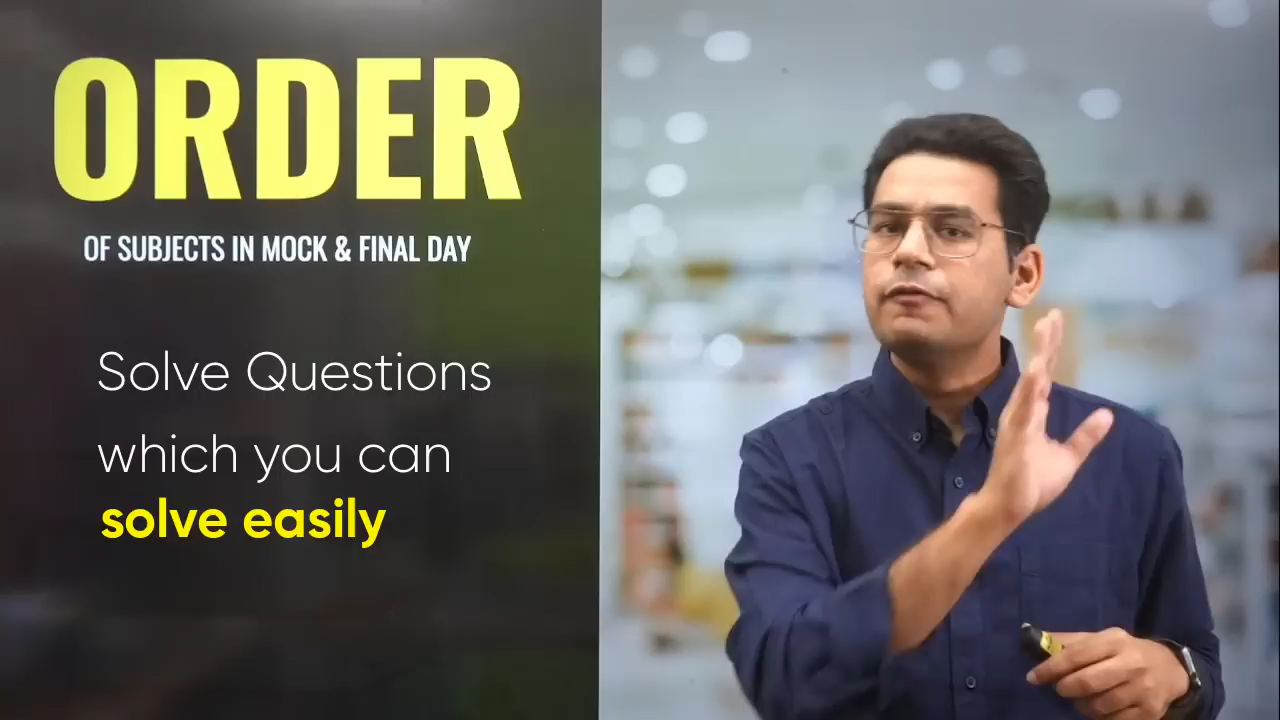 ORDER
OF SUBJECTS IN MOCK & FINAL DAY
Solve Questions
which you can
solve easily